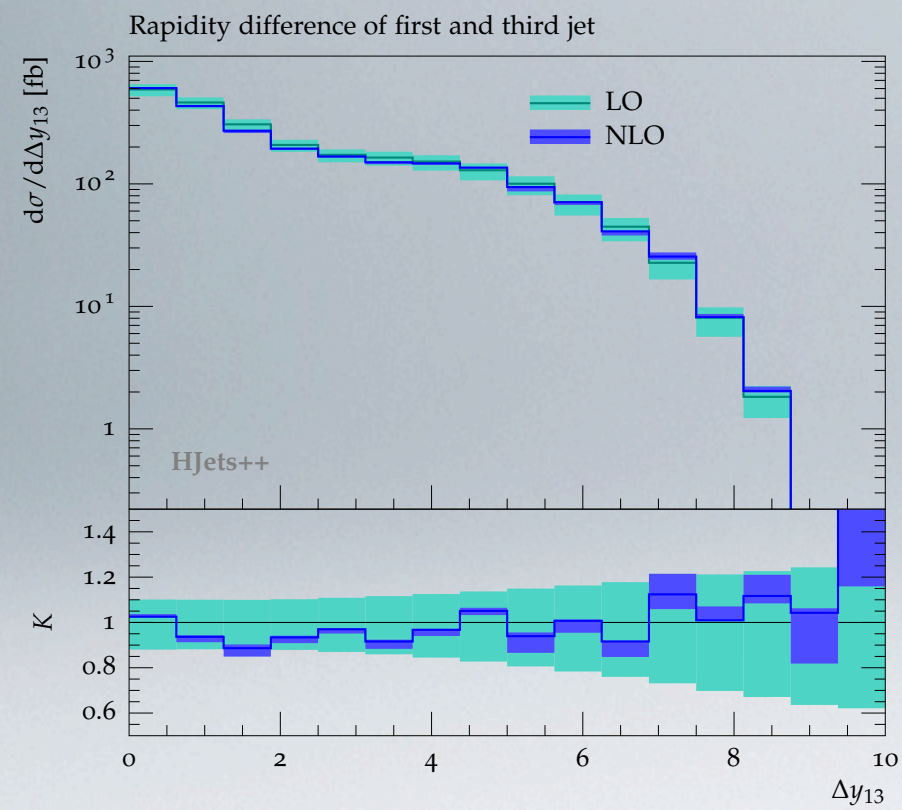 Rapidity difference of first and third jet
dσ/dΔy₁₃ [fb]
10³
10²
10¹
1
LO
NLO
HJets++
K
1.4
1.2
1
0.8
0.6
0 2 4 6 8 10
Δy₁₃